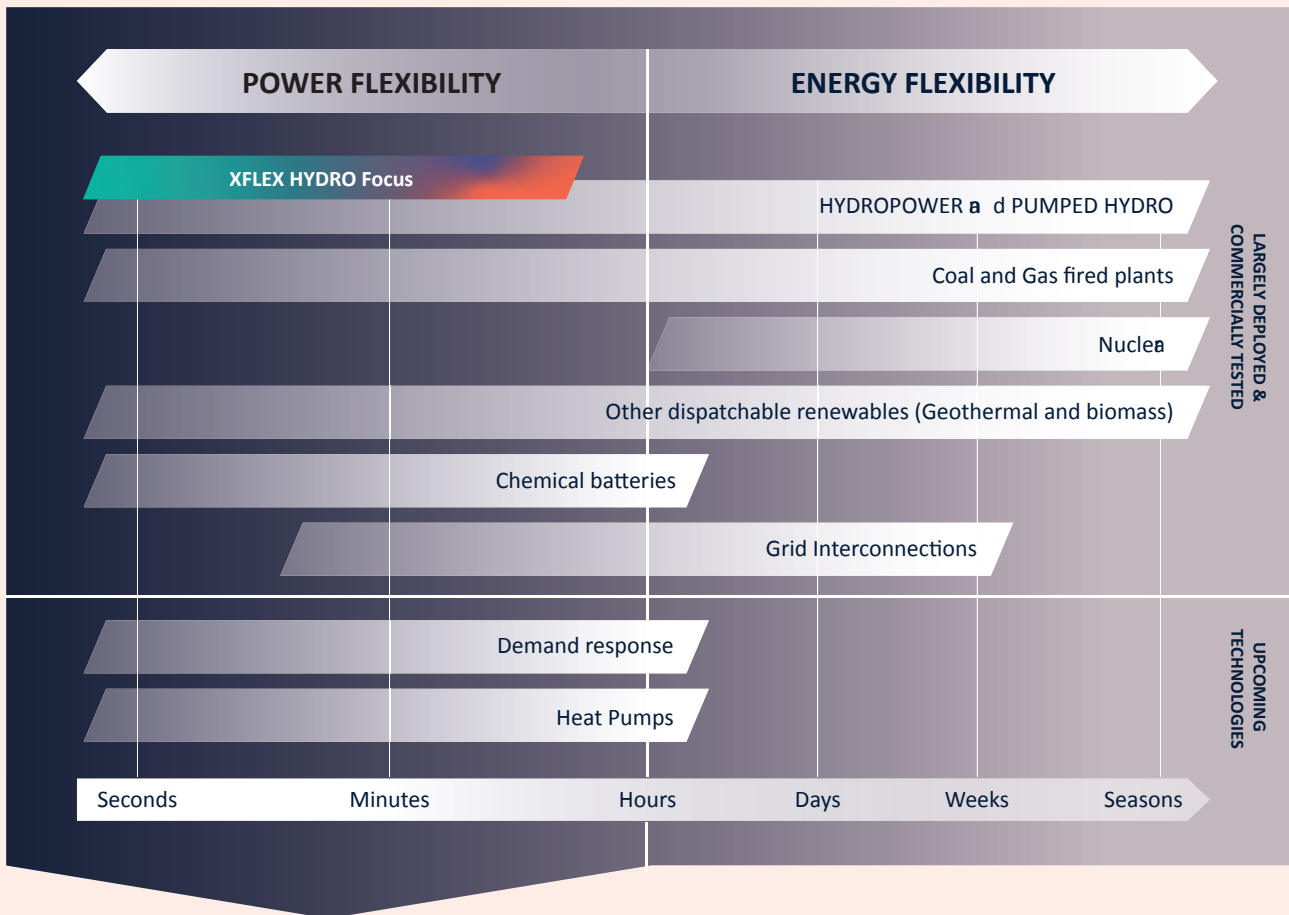 POWER FLEXIBILITY
ENERGY FLEXIBILITY
XFLEX HYDRO Focus
HYDROPOWER a d PUMPED HYDRO
Coal and Gas fired plants
Nuclea
Other dispatchable renewables (Geothermal and biomass)
Chemical batteries
Grid Interconnections
LARGELY DEPLOYED &
COMMERCIALLY TESTED
Demand response
Heat Pumps
UPCOMING
TECHNOLOGIES
Seconds
Minutes
Hours
Days
Weeks
Seasons